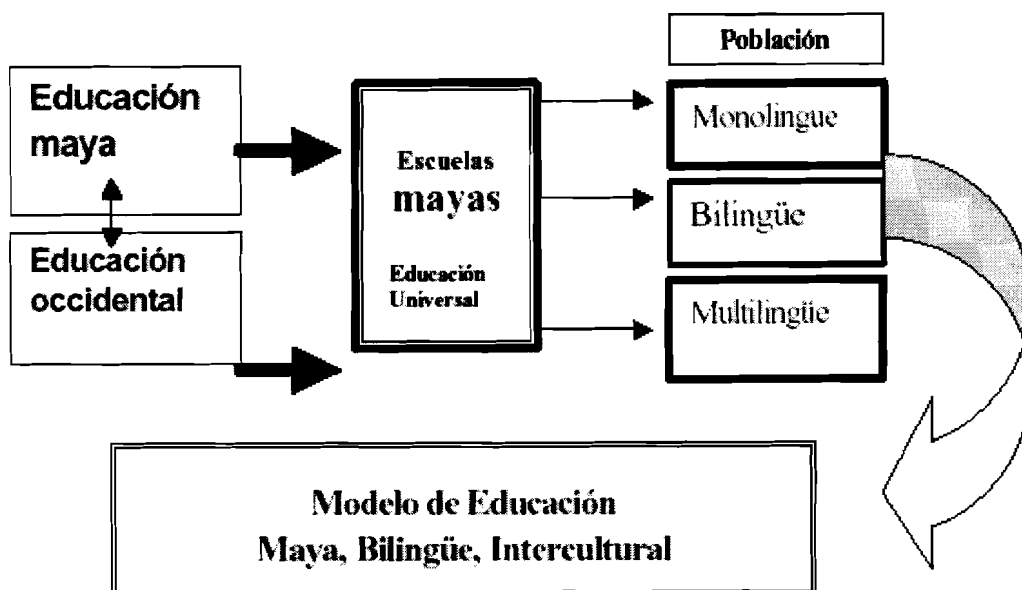 Educación
maya
Educación
occidental
Escuelas
mayas
Educación
Universal
Población
Monolingue
Bilingüe
Multilingüe
Modelo de Educación
Maya, Bilingüe, Intercultural